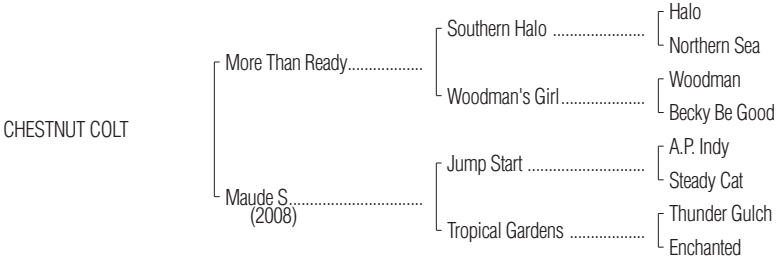 Halo
Southern Halo .....................
Northern Sea
More Than Ready.................
Woodman
Woodman's Girl...................
Becky Be Good
CHESTNUT COLT
A.P. Indy
Jump Start ...........................
Steady Cat
Maude S..............................
(2008)
Thunder Gulch
Tropical Gardens .................
Enchanted